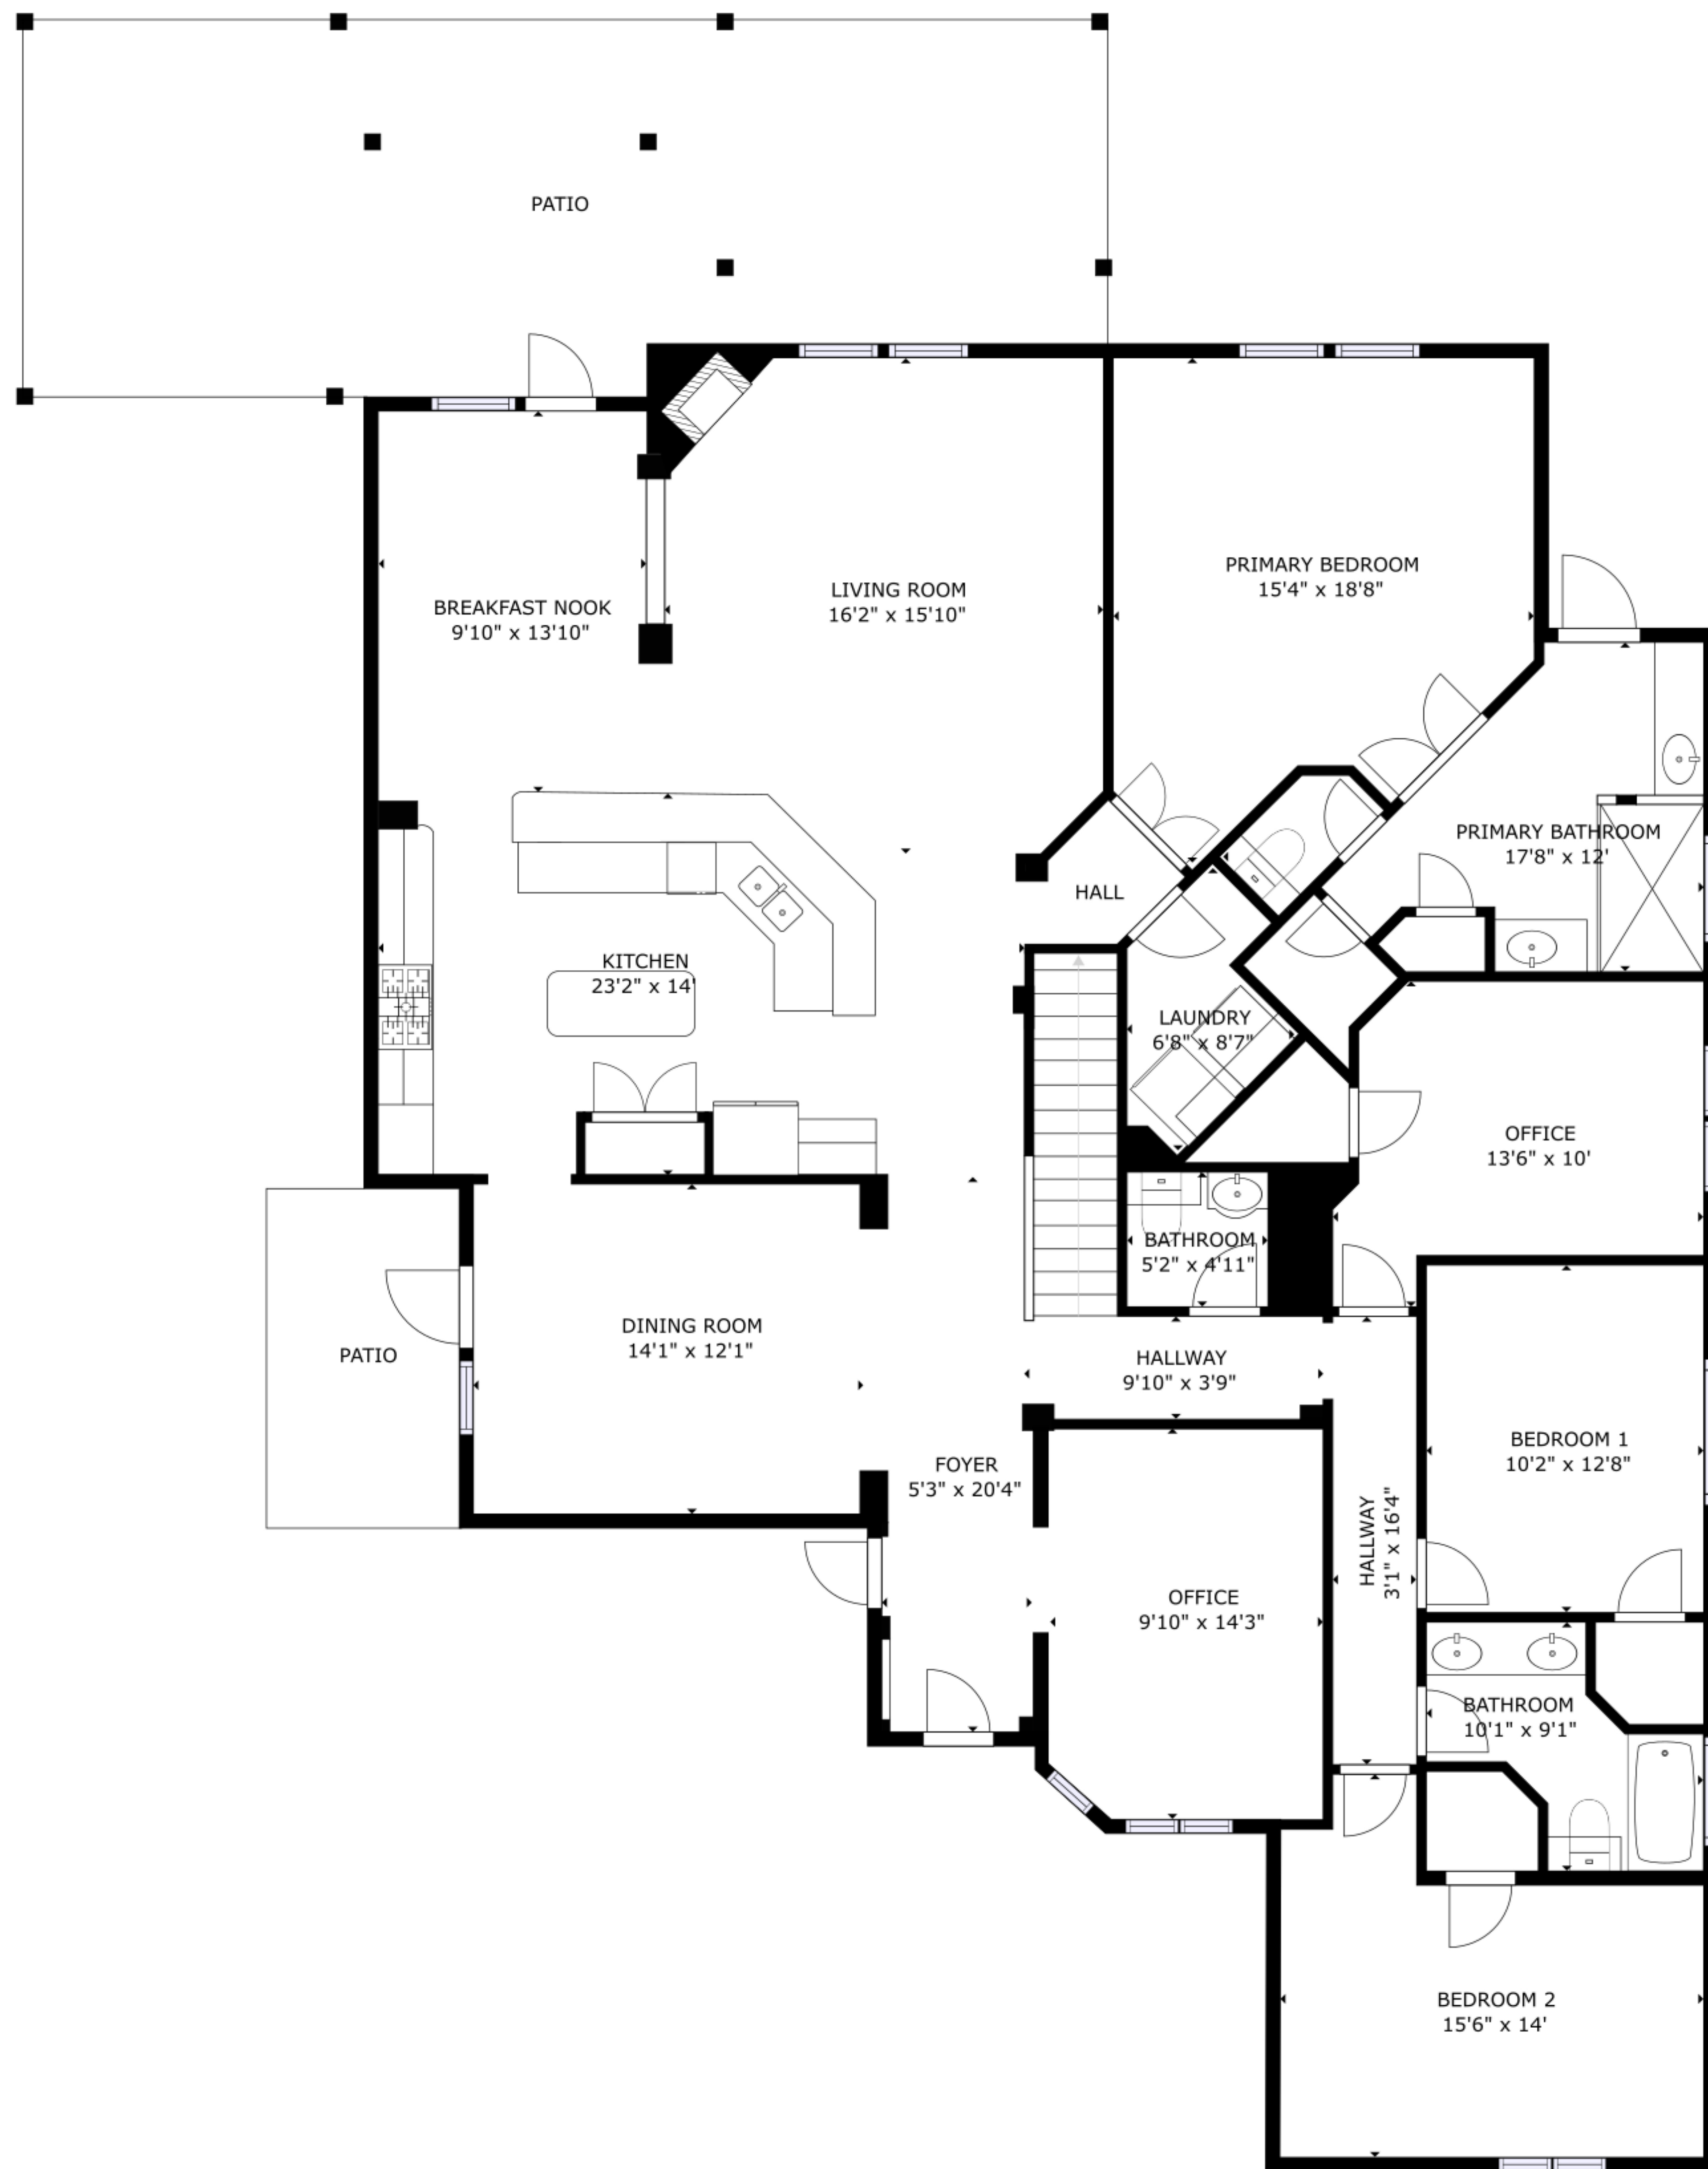 PATIO
PRIMARY BEDROOM
15'4" x 18'8"
LIVING ROOM
16'2" x 15'10"
BREAKFAST NOOK
9'10" x 13'10"
PRIMARY BATHROOM
17'8" x 12'
HALL
KITCHEN
23'2" x 14'
LAUNDRY
6'8" x 8'7"
OFFICE
13'6" x 10'
BATHROOM
5'2" x 4'11"
DINING ROOM
14'1" x 12'1"
PATIO
HALLWAY
9'10" x 3'9"
BEDROOM 1
10'2" x 12'8"
FOYER
5'3" x 20'4"
HALLWAY
3'1" x 16'4"
OFFICE
9'10" x 14'3"
BATHROOM
10'1" x 9'1"
BEDROOM 2
15'6" x 14'